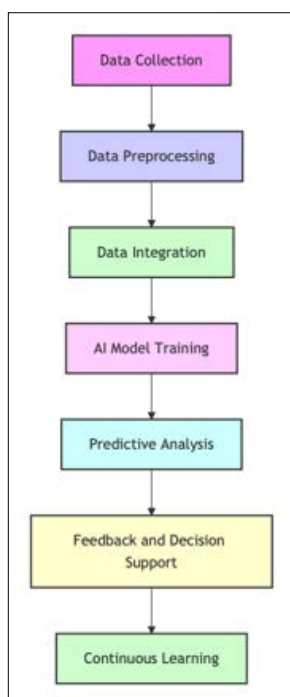 Data Collection
Data Preprocessing
Data Integration
AI Model Training
Predictive Analysis
Feedback and Decision
Support
Continuous Learning